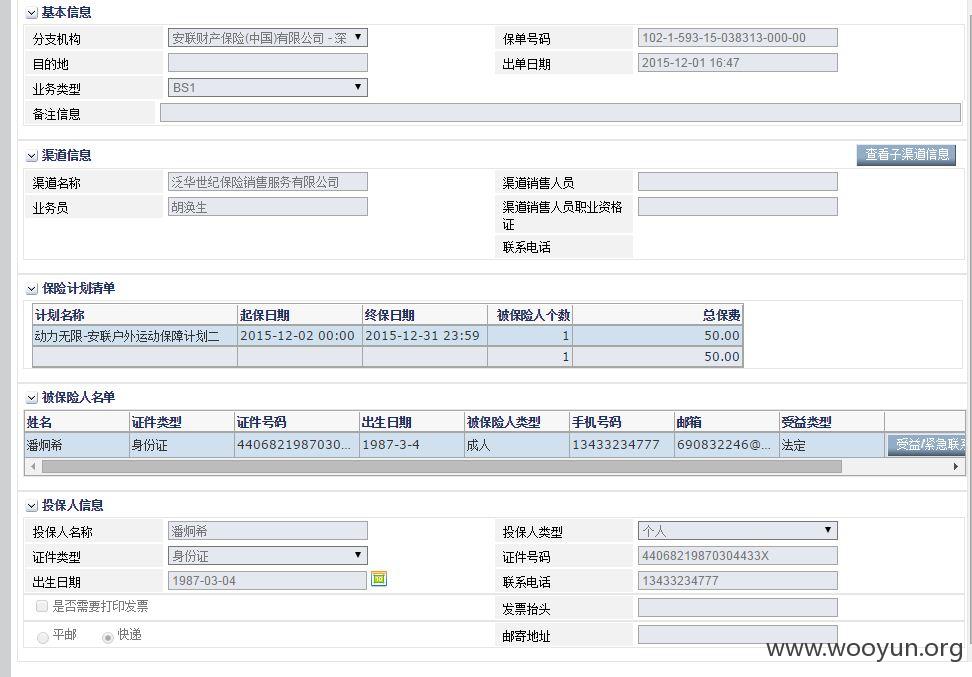 基本信息
分支机构 安联财产保险(中国)有限公司 - 深 保单号码 102-1-593-15-038313-000-00
目的地 出单日期 2015-12-01 16:47
业务类型 BS1
备注信息
渠道信息 查看子渠道信息
渠道名称 泛华世纪保险销售服务有限公司 渠道销售人员
业务员 胡焕生 渠道销售人员职业资格
证
联系电话
保险计划清单
计划名称 起保日期 终保日期 被保险人个数 总保费
动力无限-安联户外运动保障计划二 2015-12-02 00:00 2015-12-31 23:59 1 50.00
1 50.00
被保险人名单
姓名 证件类型 证件号码 出生日期 被保险人类型 手机号码 邮箱 受益类型
潘炯希 身份证 4406821987030... 1987-3-4 成人 13433234777 690832246@... 法定 受益/紧急联系
投保人信息
投保人名称 潘炯希 投保人类型 个人
证件类型 身份证 证件号码 44068219870304433X
出生日期 1987-03-04 联系电话 13433234777
是否需要打印发票 发票抬头
平邮 快递 邮寄地址
www.wooyun.org